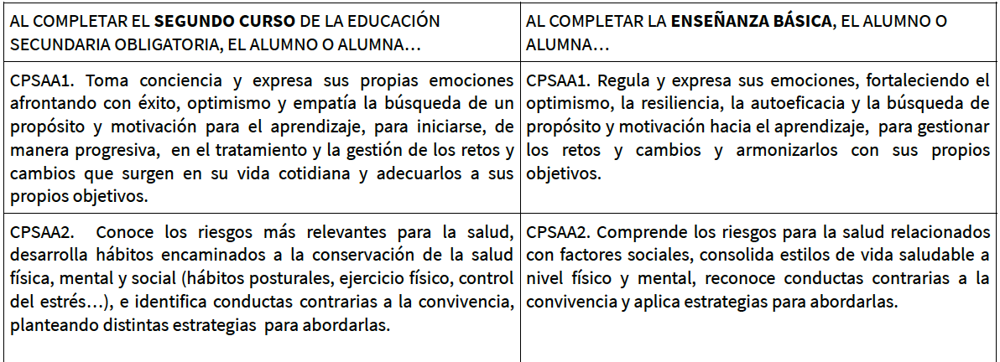 AL COMPLETAR EL SEGUNDO CURSO DE LA EDUCACIÓN
SECUNDARIA OBLIGATORIA, EL ALUMNO O ALUMNA…
AL COMPLETAR LA ENSEÑANZA BÁSICA, EL ALUMNO O
ALUMNA…
CPSAA1. Toma conciencia y expresa sus propias emociones
afrontando con éxito, optimismo y empatía la búsqueda de un
propósito y motivación para el aprendizaje, para iniciarse, de
manera progresiva, en el tratamiento y la gestión de los retos y
cambios que surgen en su vida cotidiana y adecuarlos a sus
propios objetivos.
CPSAA1. Regula y expresa sus emociones, fortaleciendo el
optimismo, la resiliencia, la autoeficacia y la búsqueda de
propósito y motivación hacia el aprendizaje, para gestionar
los retos y cambios y armonizarlos con sus propios
objetivos.
CPSAA2. Conoce los riesgos más relevantes para la salud,
desarrolla hábitos encaminados a la conservación de la salud
física, mental y social (hábitos posturales, ejercicio físico, control
del estrés…), e identifica conductas contrarias a la convivencia,
planteando distintas estrategias para abordarlas.
CPSAA2. Comprende los riesgos para la salud relacionados
con factores sociales, consolida estilos de vida saludable a
nivel físico y mental, reconoce conductas contrarias a la
convivencia y aplica estrategias para abordarlas.